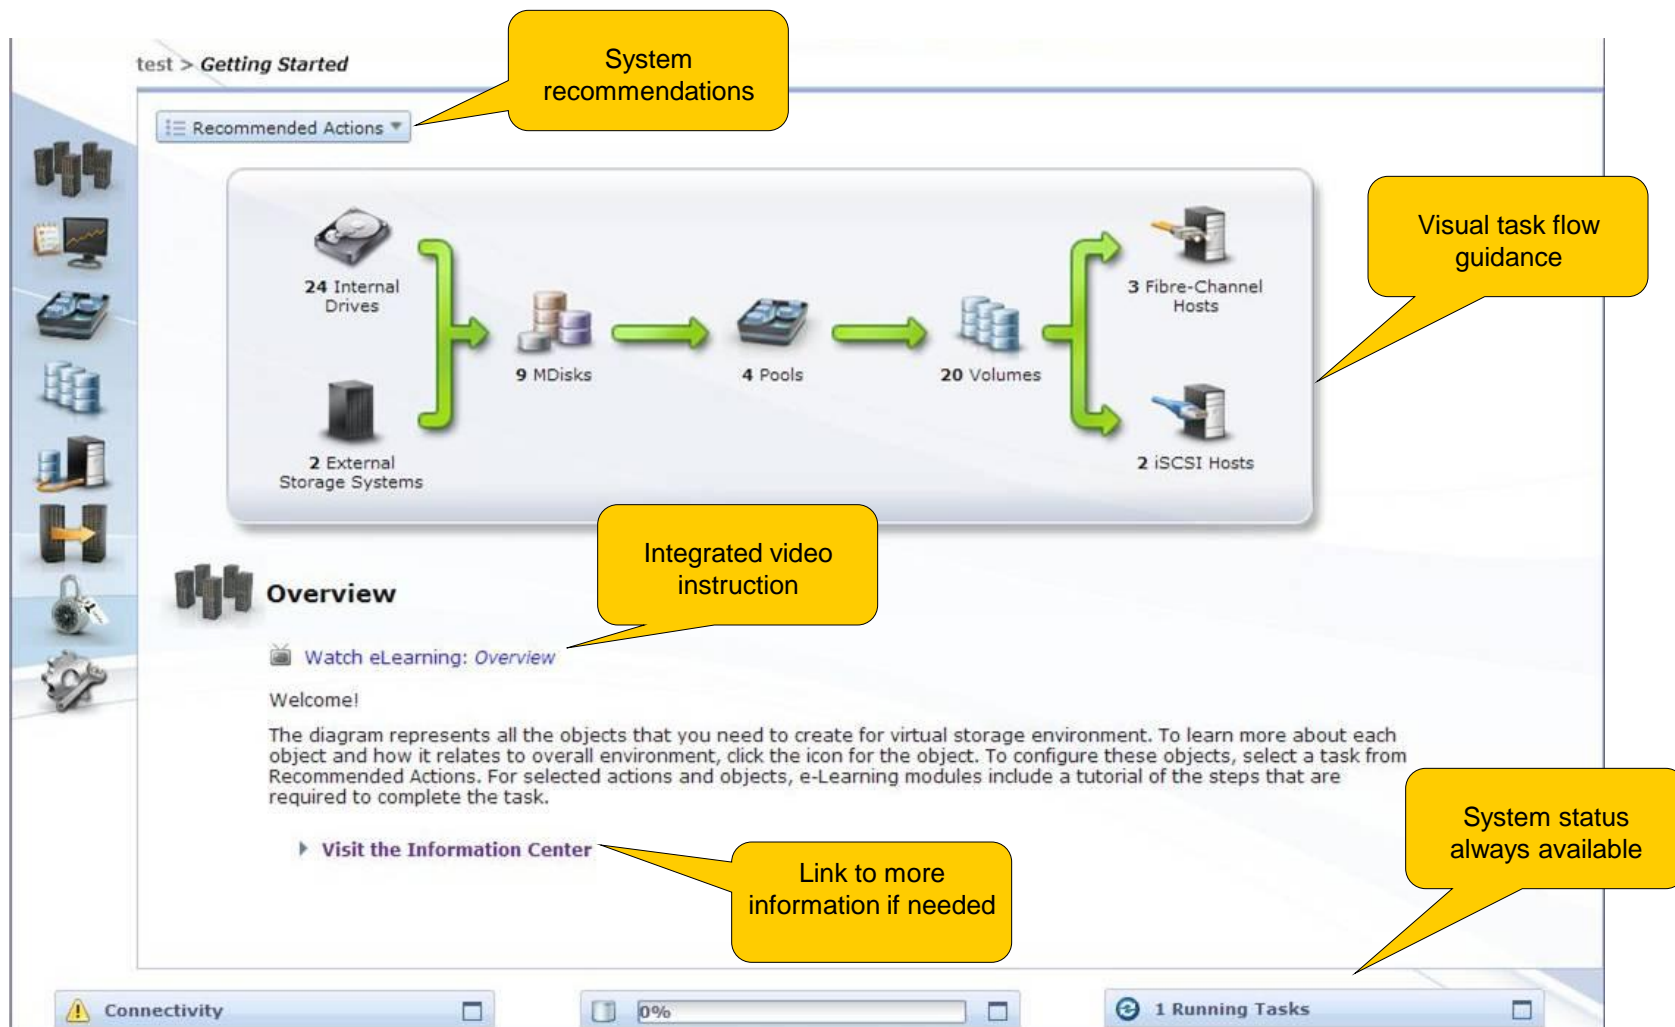 test > Getting Started
System
recommendations
Recommended Actions
Visual task flow
guidance
24 Internal
Drives
3 Fibre-Channel
Hosts
9 MDisks
4 Pools
20 Volumes
2 External
Storage Systems
2 iSCSI Hosts
Integrated video
instruction
Overview
Watch eLearning: Overview
Welcome!
The diagram represents all the objects that you need to create for virtual storage environment. To learn more about each
object and how it relates to overall environment, click the icon for the object. To configure these objects, select a task from
Recommended Actions. For selected actions and objects, e-Learning modules include a tutorial of the steps that are
required to complete the task.
Visit the Information Center
Link to more
information if needed
System status
always available
Connectivity
0%
1 Running Tasks